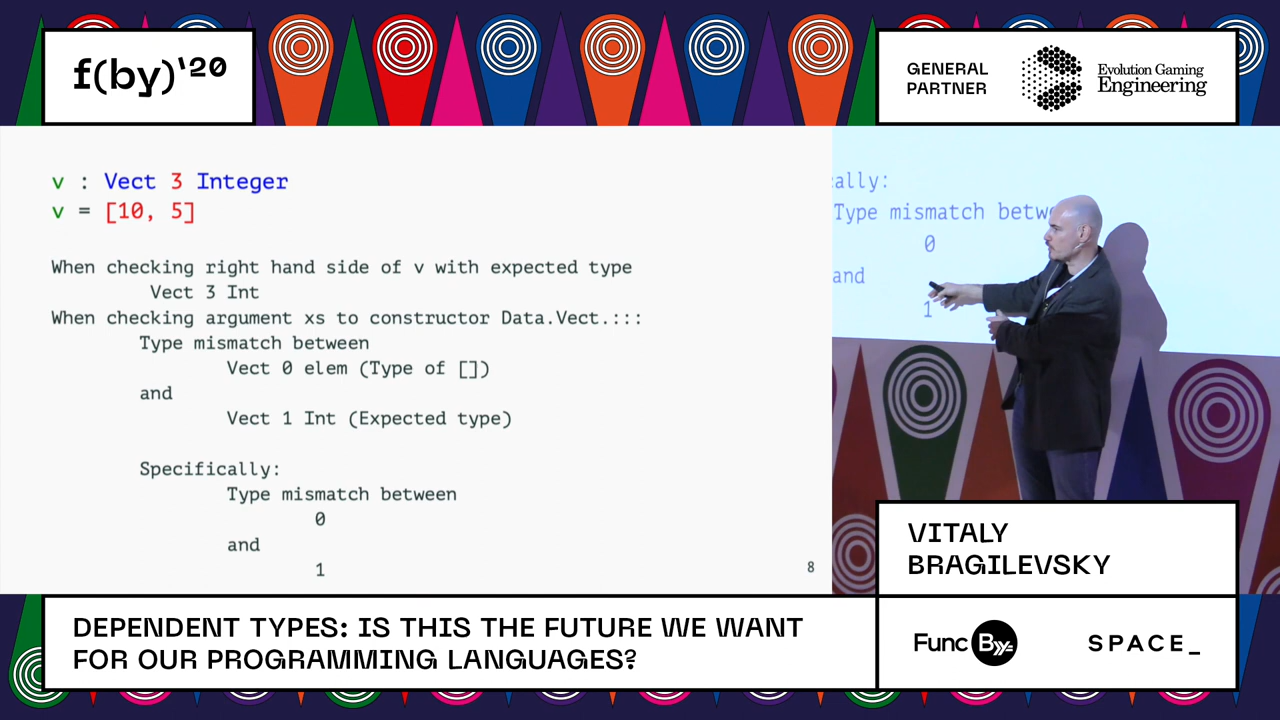 f(by)'20
GENERAL
PARTNER
Evolution Gaming
Engineering
v : Vect 3 Integer
v = [10, 5]
When checking right hand side of v with expected type
Vect 3 Int
When checking argument xs to constructor Data.Vect.:::
Type mismatch between
Vect 0 elem (Type of [])
and
Vect 1 Int (Expected type)
Specifically:
Type mismatch between
0
and
1
8
ally:
Type mismatch betw
0
and
1
VITALY
BRAGILEVSKY
DEPENDENT TYPES: IS THIS THE FUTURE WE WANT
FOR OUR PROGRAMMING LANGUAGES?
Func By
SPACE_